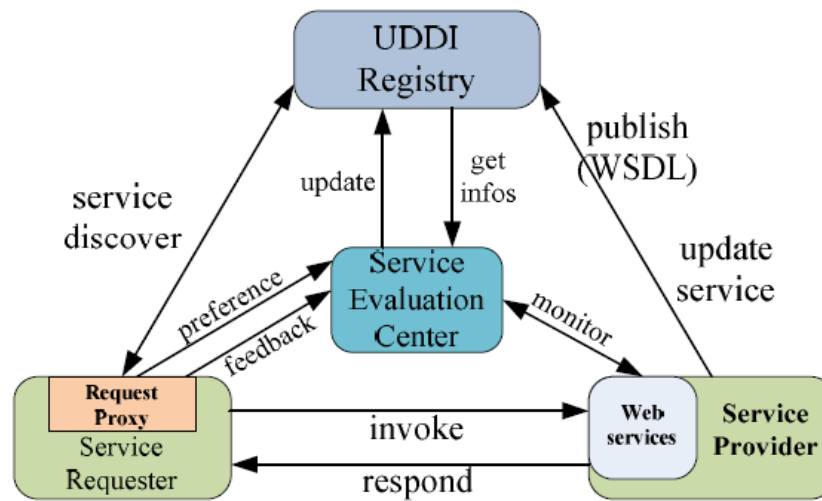 UDDI
Registry
publish
(WSDL)
get
infos
update
service
discover
Service
Evaluation
Center
update
service
preference
feedback
monitor
Request
Proxy
Service
Requester
invoke
respond
Web
services
Service
Provider